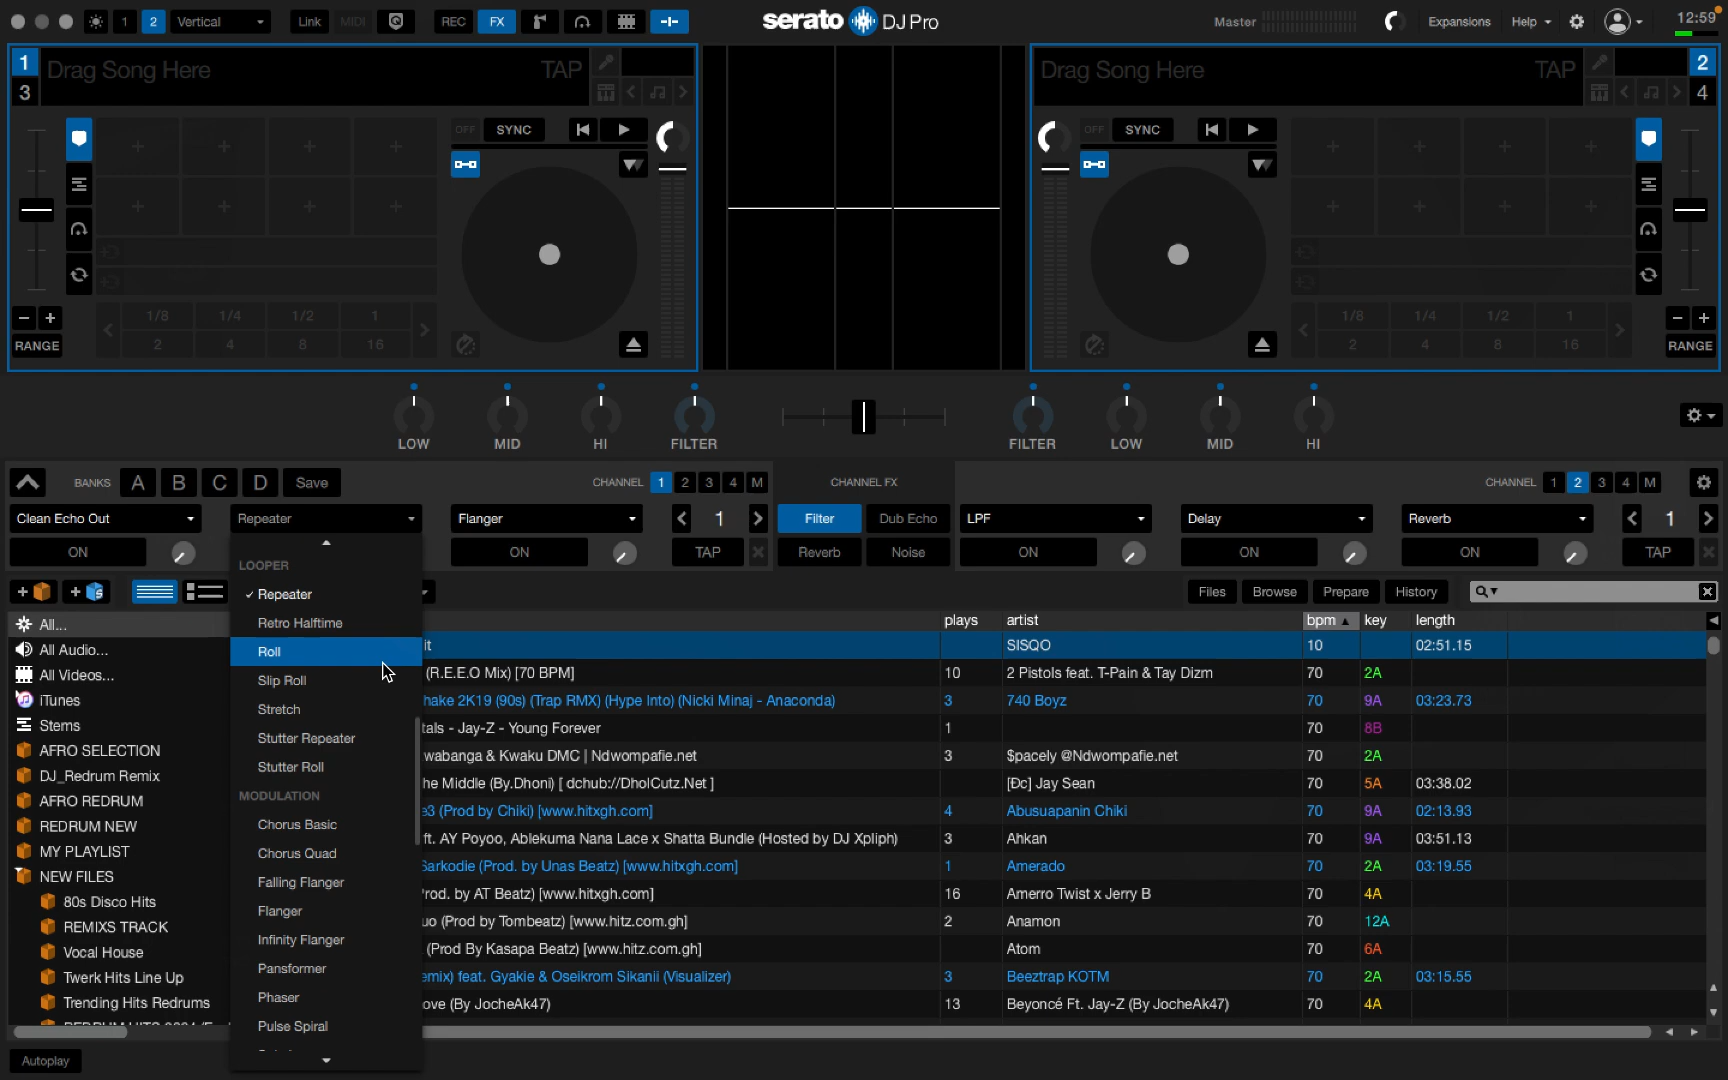 1 2 Vertical Link MIDI REC FX serato DJ Pro Master Expansions Help 12:59
1 Drag Song Here TAP Drag Song Here TAP 2
3 4
OFF SYNC OFF SYNC
1/8 1/4 1/2 1 1/8 1/4 1/2 1
RANGE 2 4 8 16 2 4 8 16 RANGE
LOW MID HI FILTER FILTER LOW MID HI
BANKS A B C D Save CHANNEL 1 2 3 4 M CHANNEL FX CHANNEL 1 2 3 4 M
Clean Echo Out Repeater Flanger 1 Filter Dub Echo LPF Delay Reverb 1
ON ON TAP Reverb Noise ON ON ON TAP
LOOPER
Repeater
Retro Halftime
Roll
Slip Roll
Stretch
Stutter Repeater
Stutter Roll
MODULATION
Chorus Basic
Chorus Quad
Falling Flanger
Flanger
Infinity Flanger
Pansformer
Phaser
Pulse Spiral
Files Browse Prepare History
All...
All Audio...
All Videos...
iTunes
Stems
AFRO SELECTION
DJ_Redrum Remix
AFRO REDRUM
REDRUM NEW
MY PLAYLIST
NEW FILES
80s Disco Hits
REMIXS TRACK
Vocal House
Twerk Hits Line Up
Trending Hits Redrums
plays artist bpm key length
it SISQO 10 02:51.15
(R.E.E.O Mix) [70 BPM] 10 2 Pistols feat. T-Pain & Tay Dizm 70 2A
hake 2K19 (90s) (Trap RMX) (Hype Into) (Nicki Minaj - Anaconda) 3 740 Boyz 70 9A 03:23.73
tals - Jay-Z - Young Forever 1 70 8B
wabanga & Kwaku DMC | Ndwompafie.net 3 $pacely @Ndwompafie.net 70 2A
he Middle (By.Dhoni) [ dchub://DholCutz.Net ] [Đc] Jay Sean 70 5A 03:38.02
e3 (Prod by Chiki) [www.hitxgh.com] 4 Abusuapanin Chiki 70 9A 02:13.93
ft. AY Poyoo, Ablekuma Nana Lace x Shatta Bundle (Hosted by DJ Xpliph) 3 Ahkan 70 9A 03:51.13
Sarkodie (Prod. by Unas Beatz) [www.hitxgh.com] 1 Amerado 70 2A 03:19.55
Prod. by AT Beatz) [www.hitxgh.com] 16 Amerro Twist x Jerry B 70 4A
uo (Prod by Tombeatz) [www.hitz.com.gh] 2 Anamon 70 12A
(Prod By Kasapa Beatz) [www.hitz.com.gh] Atom 70 6A
emix) feat. Gyakie & Oseikrom Sikanii (Visualizer) 3 Beeztrap KOTM 70 2A 03:15.55
ove (By JocheAk47) 13 Beyoncé Ft. Jay-Z (By JocheAk47) 70 4A
Autoplay